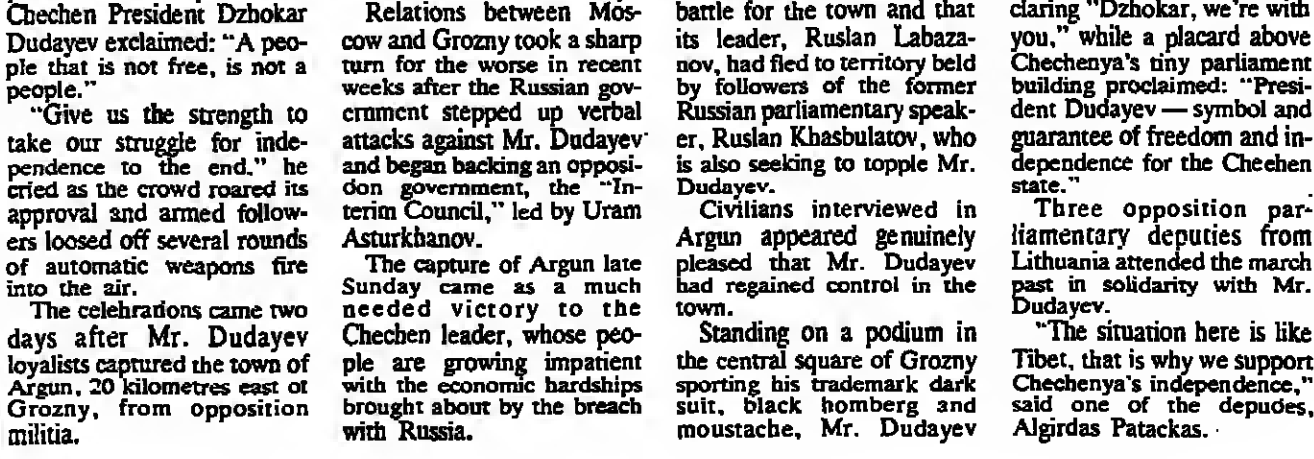 Chechen President Dzhokar
Dudayev exclaimed: "A peo-
ple that is not free, is not a
people."
"Give us the strength to
take our struggle for inde-
pendence to the end." he
cried as the crowd roared its
approval and armed follow-
ers loosed off several rounds
of automatic weapons fire
into the air.
The celebrations came two
days after Mr. Dudayev
loyalists captured the town of
Argun, 20 kilometres east of
Grozny, from opposition
militia.
Relations between Mos-
cow and Grozny took a sharp
turn for the worse in recent
weeks after the Russian gov-
ernment stepped up verbal
attacks against Mr. Dudayev
and began backing an opposi-
tion government, the "In-
terim Council," led by Uram
Asturkhanov.
The capture of Argun late
Sunday came as a much
needed victory to the
Chechen leader, whose peo-
ple are growing impatient
with the economic hardships
brought about by the breach
with Russia.
battle for the town and that
its leader, Ruslan Labaza-
nov, had fled to territory held
by followers of the former
Russian parliamentary speak-
er, Ruslan Khasbulatov, who
is also seeking to topple Mr.
Dudayev.
Civilians interviewed in
Argun appeared genuinely
pleased that Mr. Dudayev
had regained control in the
town.
Standing on a podium in
the central square of Grozny
sporting his trademark dark
suit, black homberg and
moustache, Mr. Dudayev
claring "Dzhokar, we're with
you," while a placard above
Chechenya's tiny parliament
building proclaimed: "Presi-
dent Dudayev — symbol and
guarantee of freedom and in-
dependence for the Chechen
state."
Three opposition par-
liamentary deputies from
Lithuania attended the march
past in solidarity with Mr.
Dudayev.
"The situation here is like
Tibet, that is why we support
Chechenya's independence,"
said one of the deputies,
Algirdas Patackas.